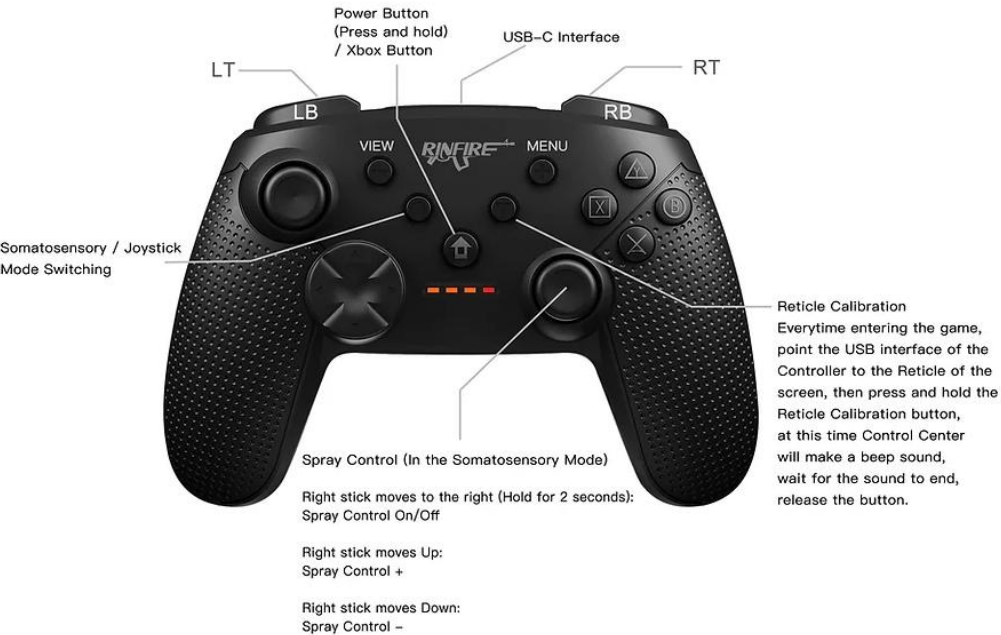 Power Button
(Press and hold)
/ Xbox Button
USB-C Interface
LT
RT
LB
RB
VIEW
RINFIRE
MENU
Y
X
B
A
Somatosensory / Joystick
Mode Switching
Reticle Calibration
Everytime entering the game,
point the USB interface of the
Controller to the Reticle of the
screen, then press and hold the
Reticle Calibration button,
at this time Control Center
will make a beep sound,
wait for the sound to end,
release the button.
Spray Control (In the Somatosensory Mode)
Right stick moves to the right (Hold for 2 seconds):
Spray Control On/Off
Right stick moves Up:
Spray Control +
Right stick moves Down:
Spray Control -